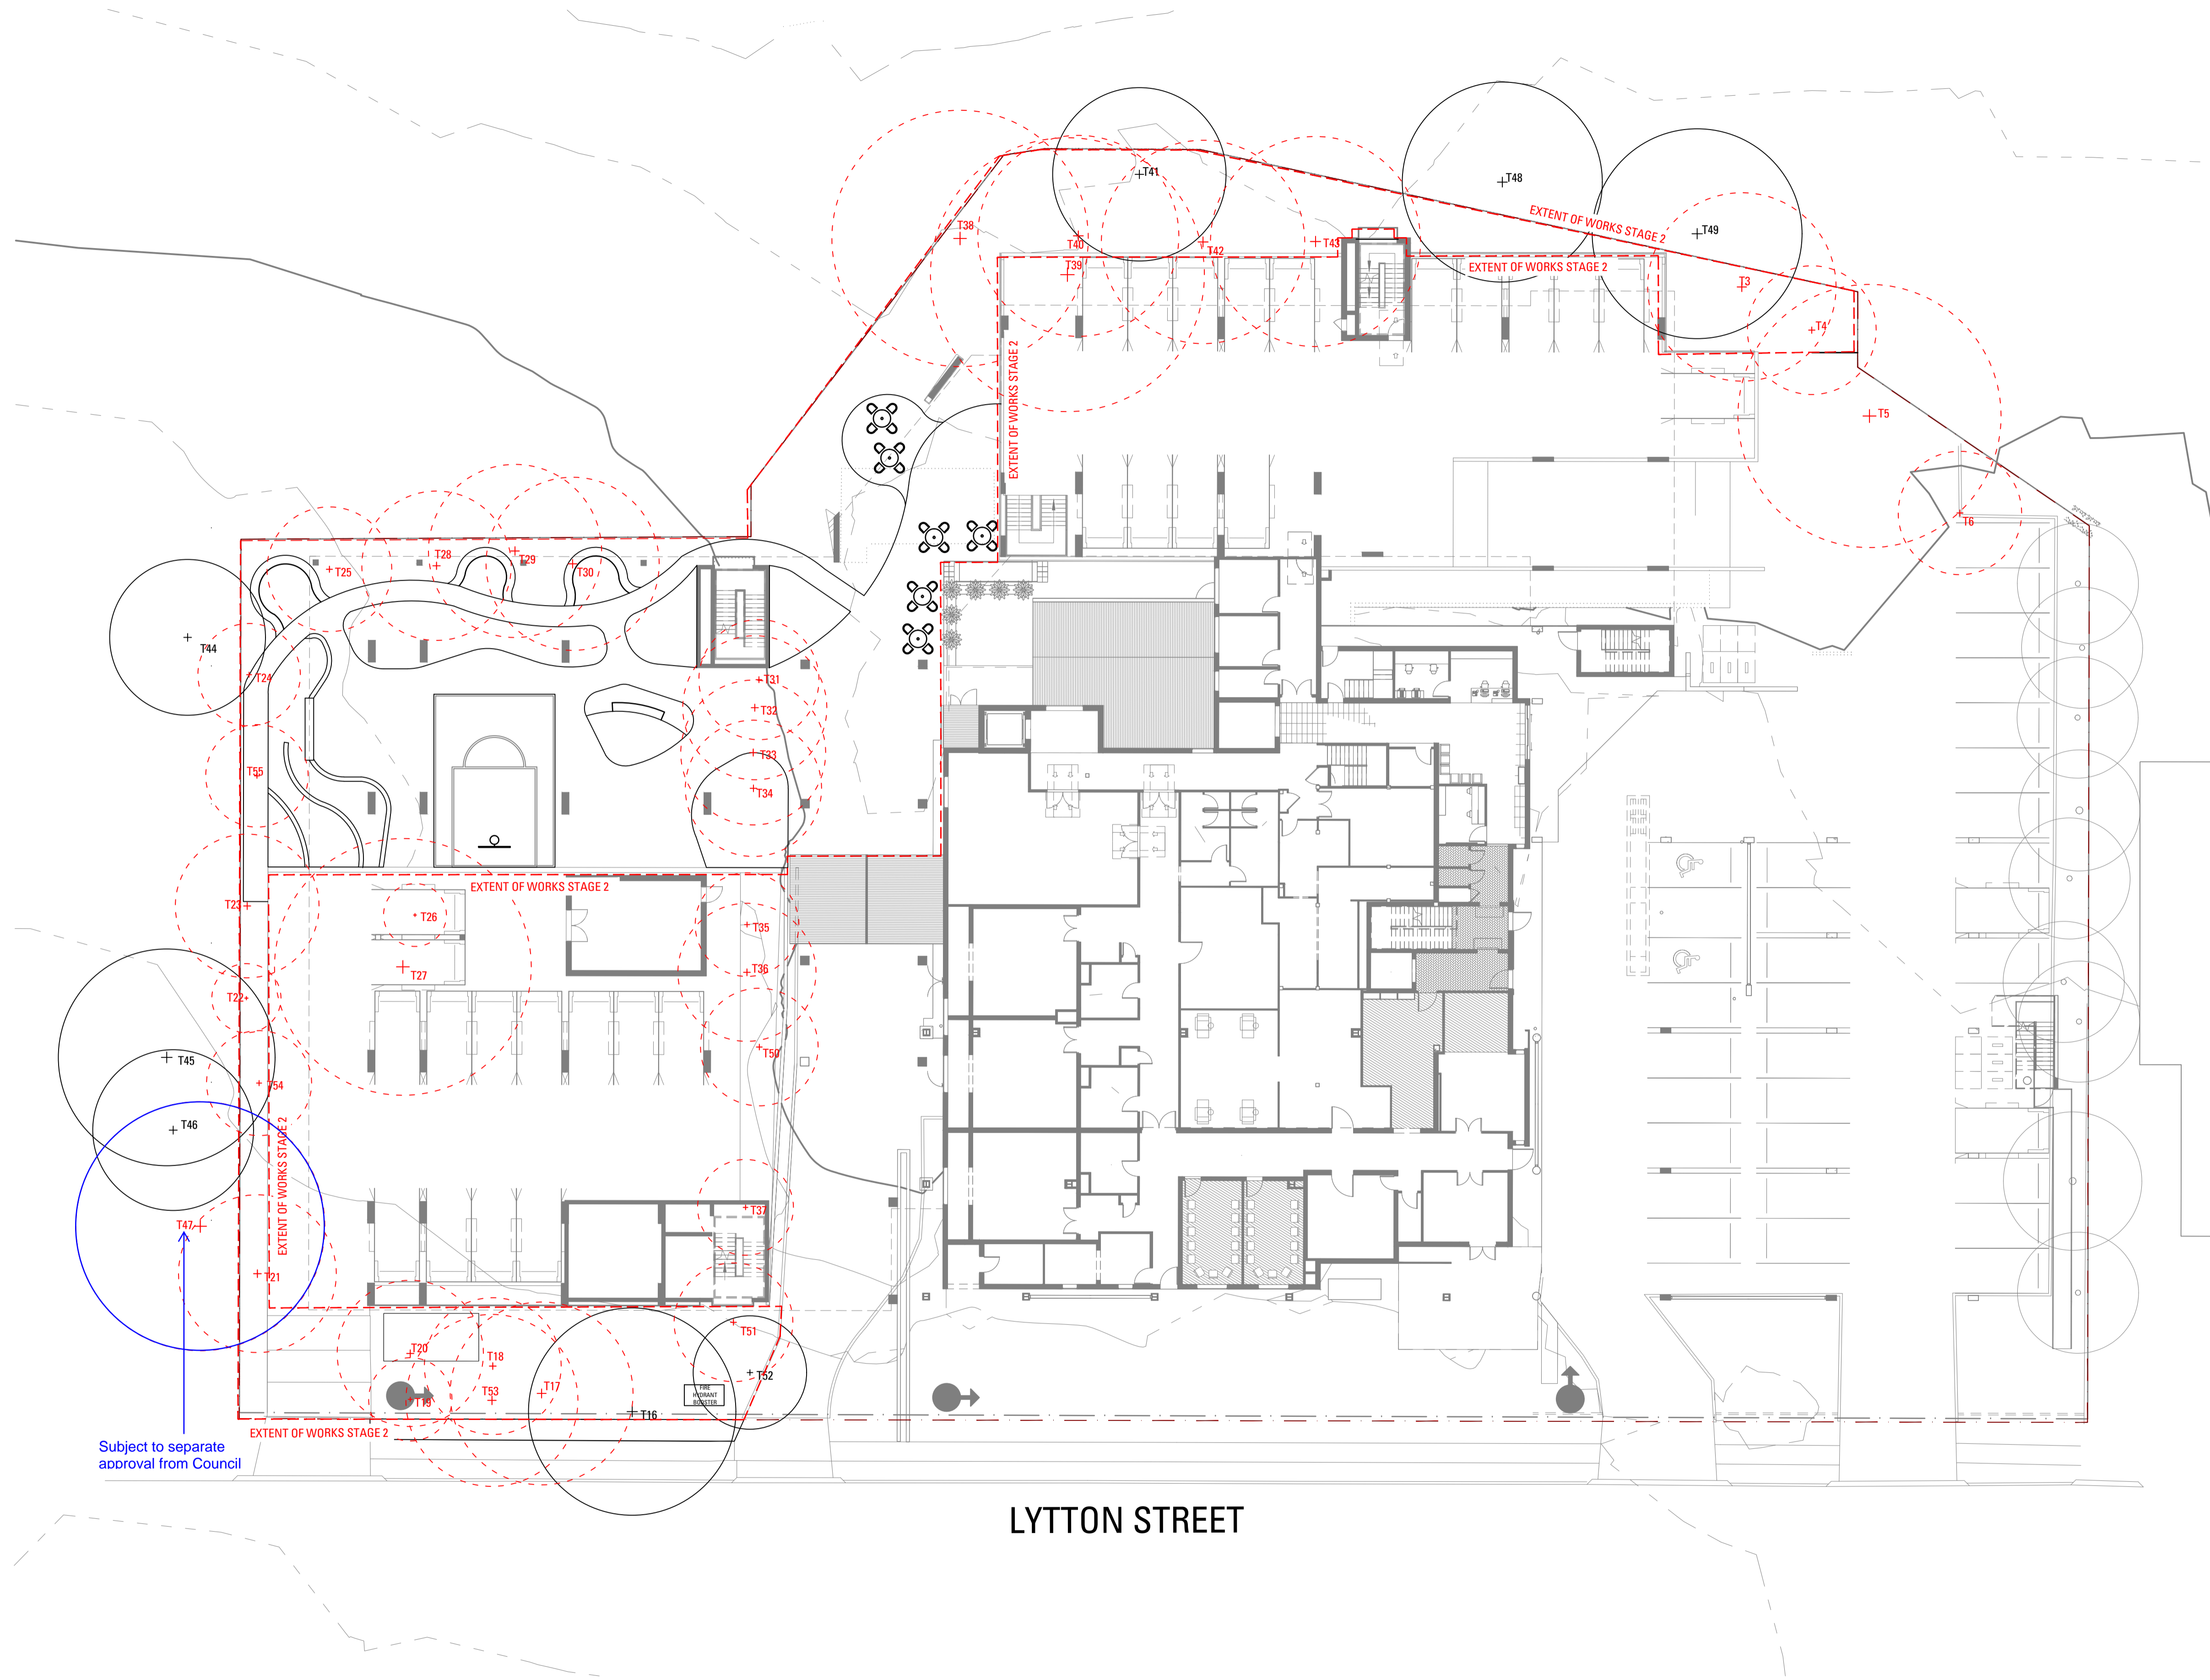 T41
T48
EXTENT OF WORKS STAGE 2
T38
T49
T40
T42
T43
T39
EXTENT OF WORKS STAGE 2
T3
T4
EXTENT OF WORKS STAGE 2
T5
T6
T28
T29
T25
T30
T44
T24
T31
T32
T33
T55
T34
EXTENT OF WORKS STAGE 2
T23
T26
T35
T27
T36
T22
T45
T50
T54
T46
EXTENT OF WORKS STAGE 2
T47
T37
T21
T51
T20
T18
T52
T53
T17
T19
FIRE
HYDRANT
BOOSTER
T16
EXTENT OF WORKS STAGE 2
Subject to separate
approval from Council
LYTTON STREET